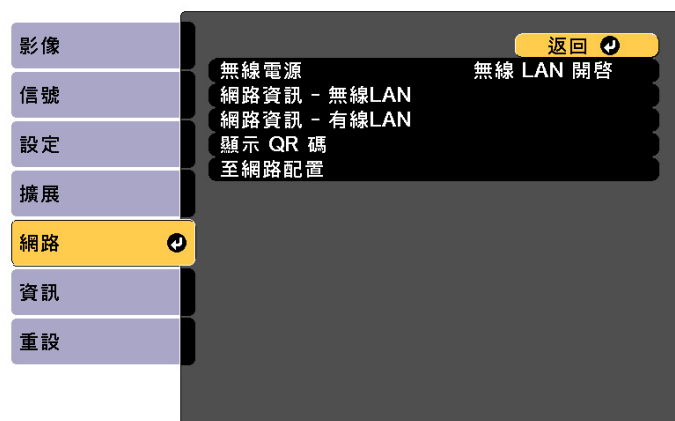 影像
信號
設定
擴展
網路
資訊
重設
返回
無線電源 無線 LAN 開啓
網路資訊 - 無線LAN
網路資訊 - 有線LAN
顯示 QR 碼
至網路配置